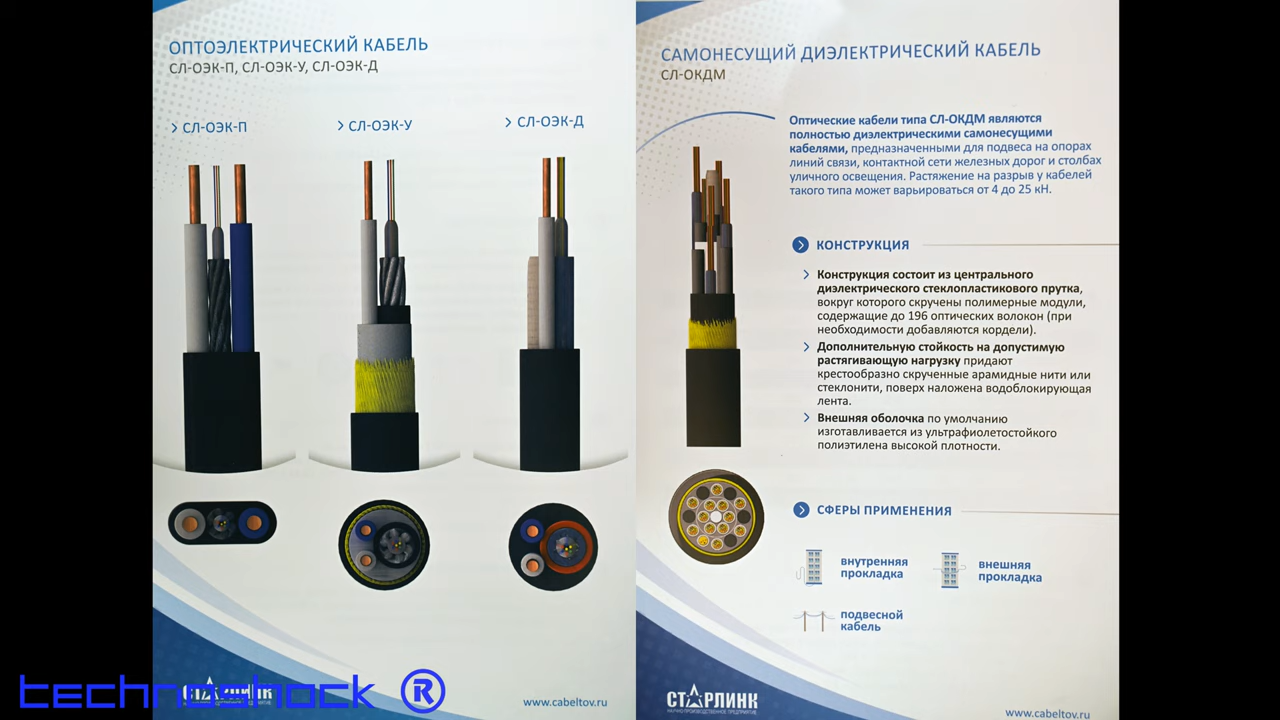 ОПТОЭЛЕКТРИЧЕСКИЙ КАБЕЛЬ
СЛ-ОЭК-П, СЛ-ОЭК-У, СЛ-ОЭК-Д
СЛ-ОЭК-П
СЛ-ОЭК-У
СЛ-ОЭК-Д
www.cabeltov.ru
technoshock ®
САМОНЕСУЩИЙ ДИЭЛЕКТРИЧЕСКИЙ КАБЕЛЬ
СЛ-ОКДМ
Оптические кабели типа СЛ-ОКДМ являются
полностью диэлектрическими самонесущими
кабелями, предназначенными для подвеса на опорах
линий связи, контактной сети железных дорог и столбах
уличного освещения. Растяжение на разрыв у кабелей
такого типа может варьироваться от 4 до 25 кН.
КОНСТРУКЦИЯ
Конструкция состоит из центрального
диэлектрического стеклопластикового прутка,
вокруг которого скручены полимерные модули,
содержащие до 196 оптических волокон (при
необходимости добавляются кордели).
Дополнительную стойкость на допустимую
растягивающую нагрузку придают
крестообразно скрученные арамидные нити или
стеклонити, поверх наложена водоблокирующая
лента.
Внешняя оболочка по умолчанию
изготавливается из ультрафиолетостойкого
полиэтилена высокой плотности.
СФЕРЫ ПРИМЕНЕНИЯ
внутренняя
прокладка
внешняя
прокладка
подвесной
кабель
СТАРЛИНК
НАУЧНО-ПРОИЗВОДСТВЕННОЕ ПРЕДПРИЯТИЕ
www.cabeltov.ru